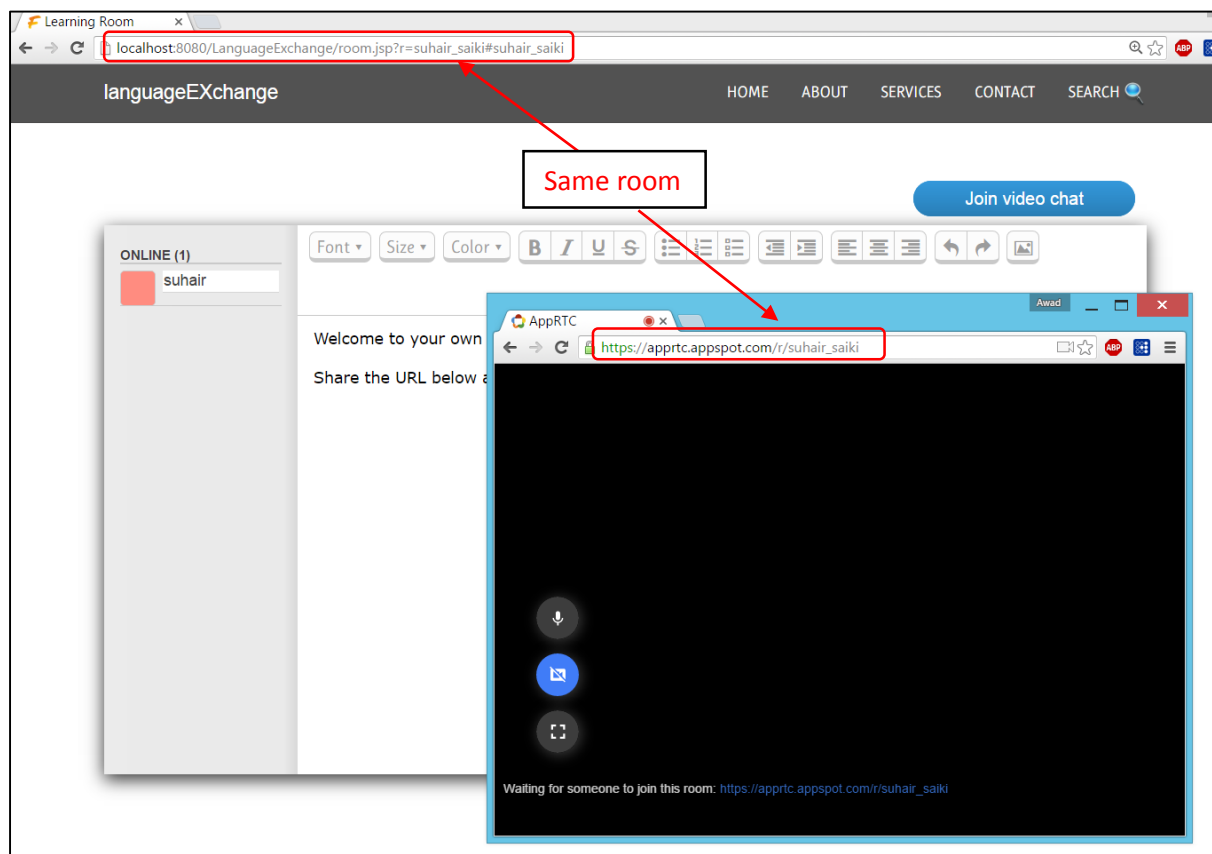 Learning Room
localhost:8080/LanguageExchange/room.jsp?r=suhair_saiki#suhair_saiki
ABP
languageEXchange
HOME ABOUT SERVICES CONTACT SEARCH
Same room
Join video chat
ONLINE (1)
suhair
Font Size Color B I U S
Welcome to your own
Share the URL below a
Awad
AppRTC
https://apprtc.appspot.com/r/suhair_saiki
ABP
Waiting for someone to join this room: https://apprtc.appspot.com/r/suhair_saiki